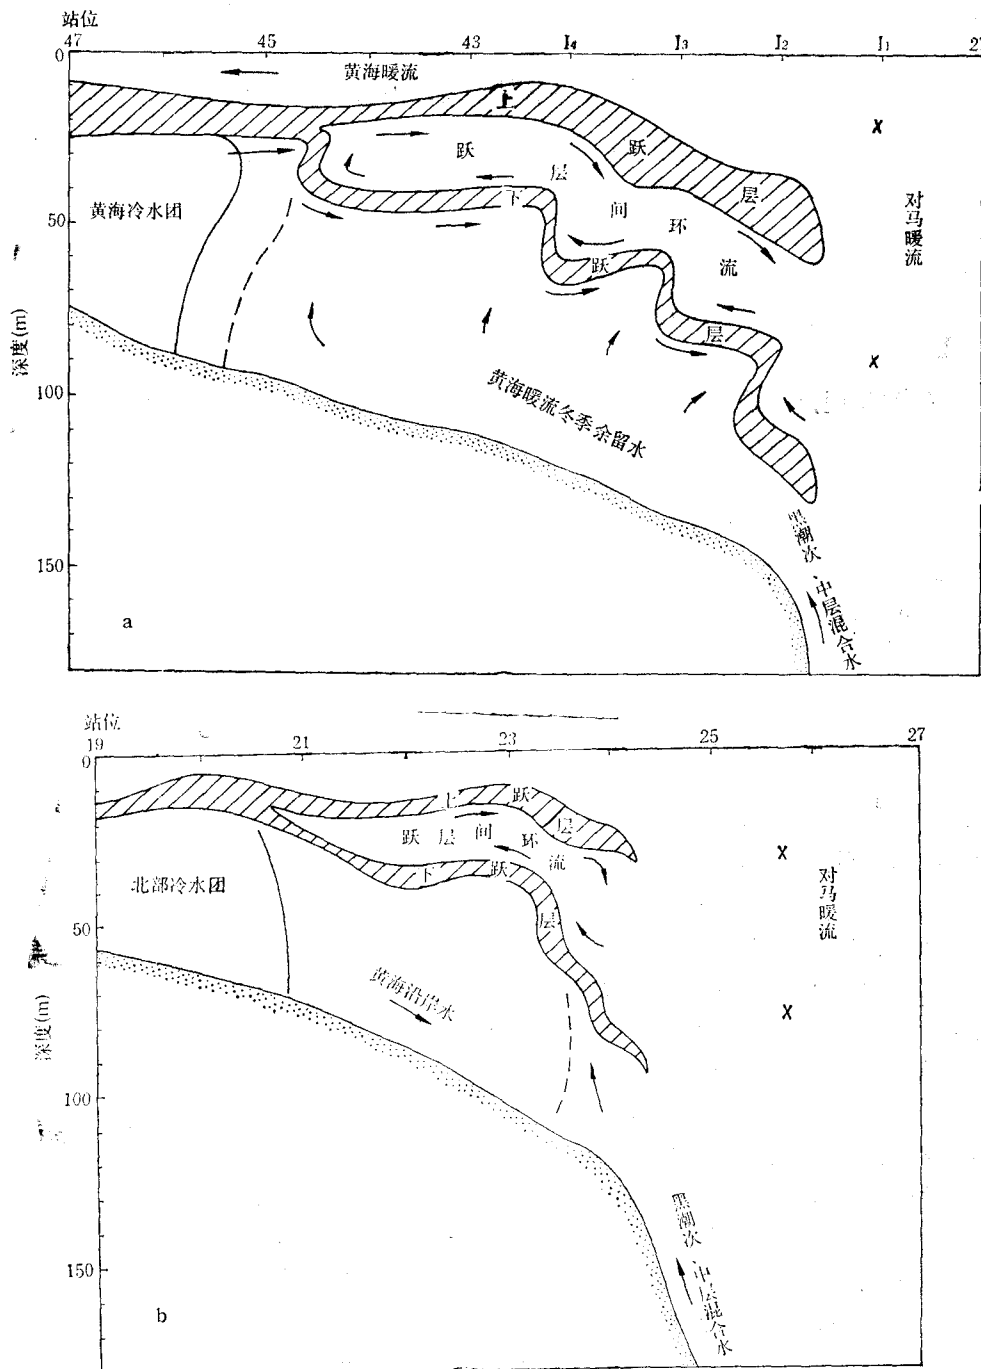 站位
47 45 43 I₄ I₃ I₂ I₁ 27
0
黄海暖流
上跃层
跃层间环流
50
黄海冷水团
下跃层
对马暖流
X
X
深度(m)
100
黄海暖流冬季余留水
150
黑潮次、中层混合水
a
站位
19 21 23 25 27
0
上跃层
跃层间环流
下跃层
北部冷水团
50
对马暖流
X
X
黄海沿岸水
深度(m)
100
150
黑潮次、中层混合水
b